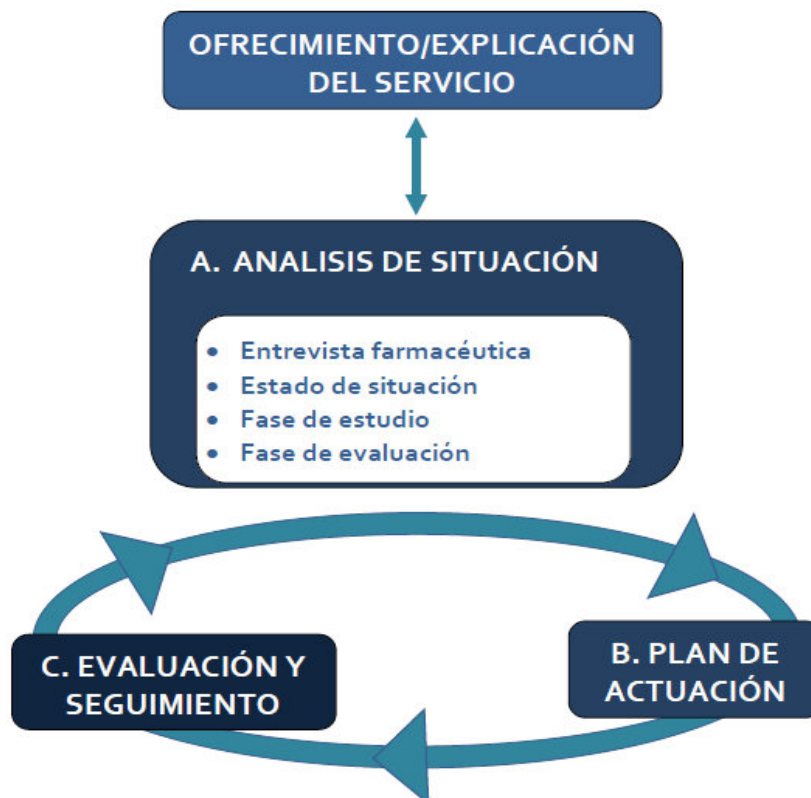 OFRECIMIENTO/EXPLICACIÓN
DEL SERVICIO
A. ANALISIS DE SITUACIÓN
• Entrevista farmacéutica
• Estado de situación
• Fase de estudio
• Fase de evaluación
C. EVALUACIÓN Y
SEGUIMIENTO
B. PLAN DE
ACTUACIÓN